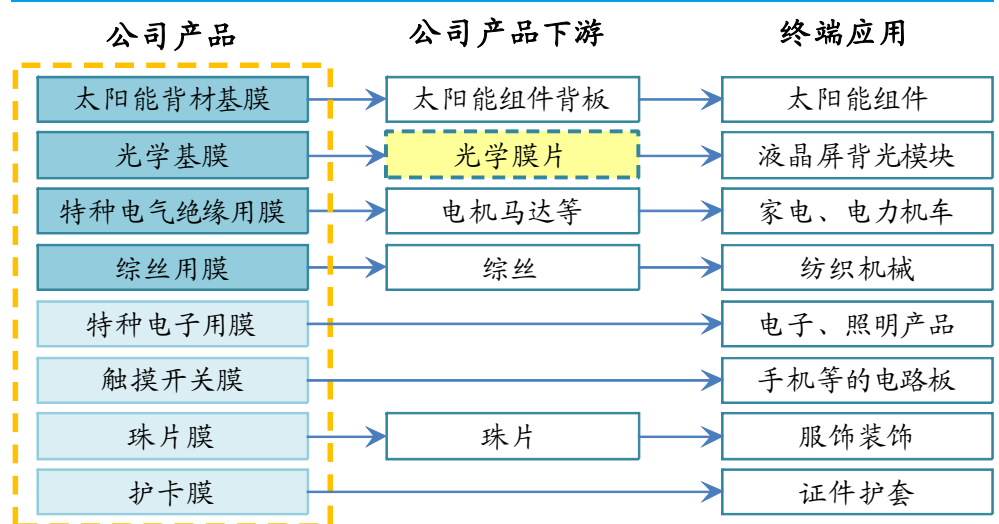 公司产品 公司产品下游 终端应用
太阳能背材基膜 太阳能组件背板 太阳能组件
光学基膜 光学膜片 液晶屏背光模块
特种电气绝缘用膜 电机马达等 家电、电力机车
综丝用膜 综丝 纺织机械
特种电子用膜 电子、照明产品
触摸开关膜 手机等的电路板
珠片膜 珠片 服饰装饰
护卡膜 证件护套